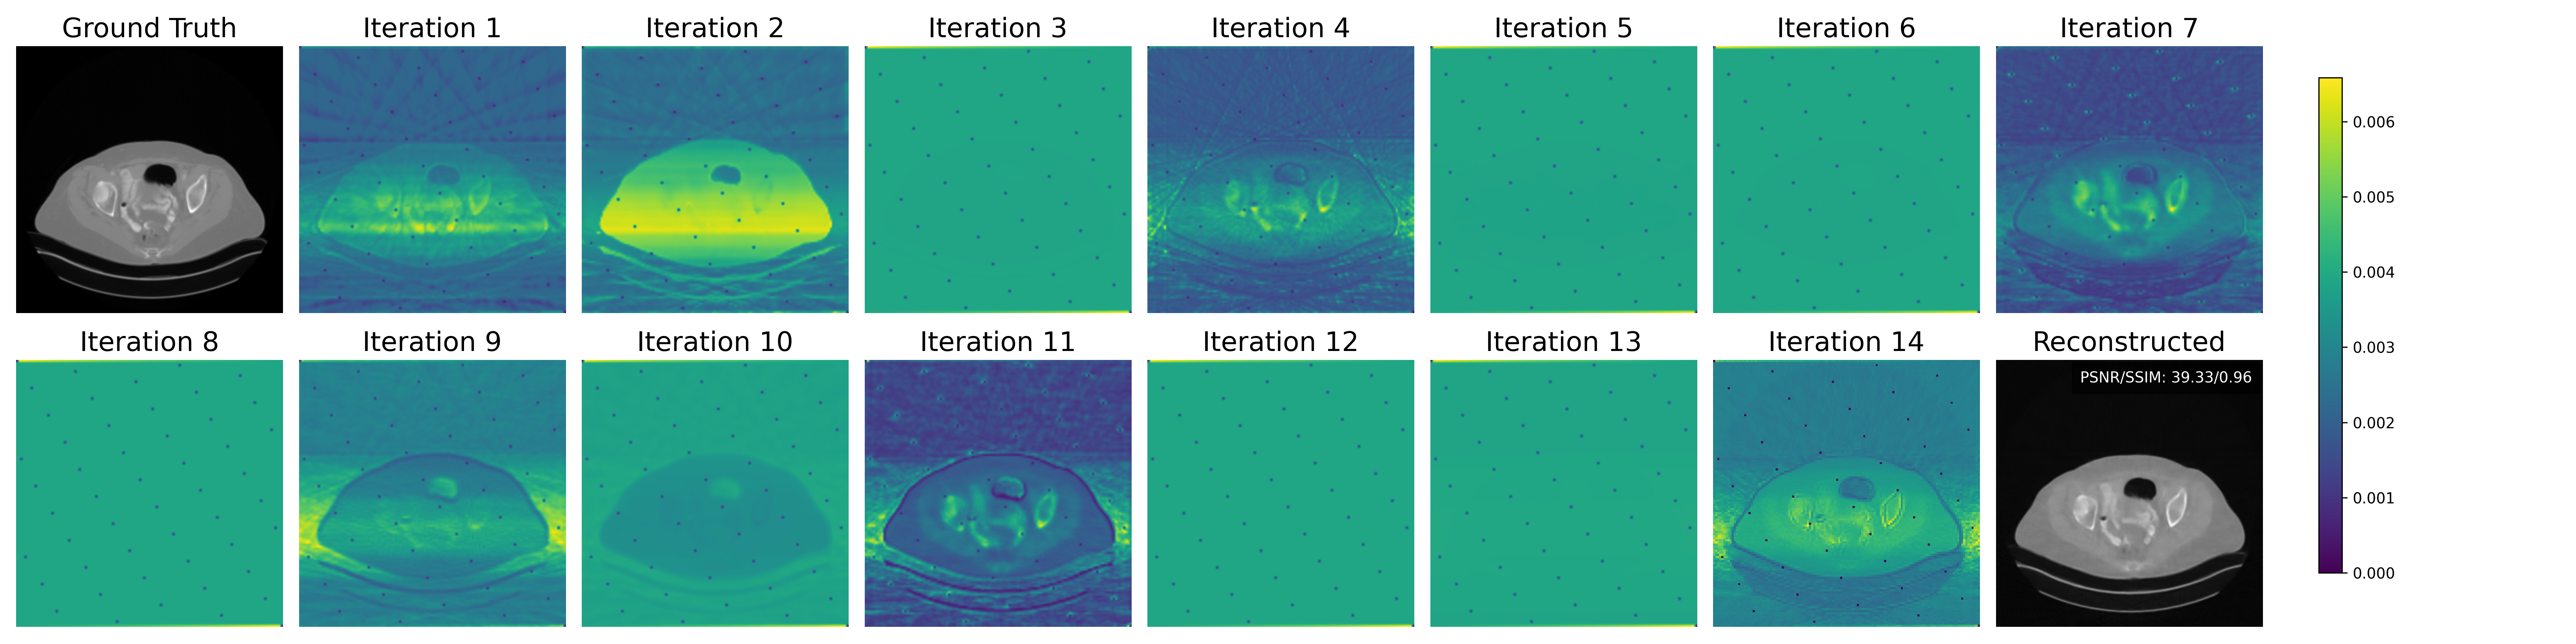 Ground Truth
Iteration 1
Iteration 2
Iteration 3
Iteration 4
Iteration 5
Iteration 6
Iteration 7
0.006
0.005
0.004
0.003
0.002
0.001
0.000
Iteration 8
Iteration 9
Iteration 10
Iteration 11
Iteration 12
Iteration 13
Iteration 14
Reconstructed
PSNR/SSIM: 39.33/0.96